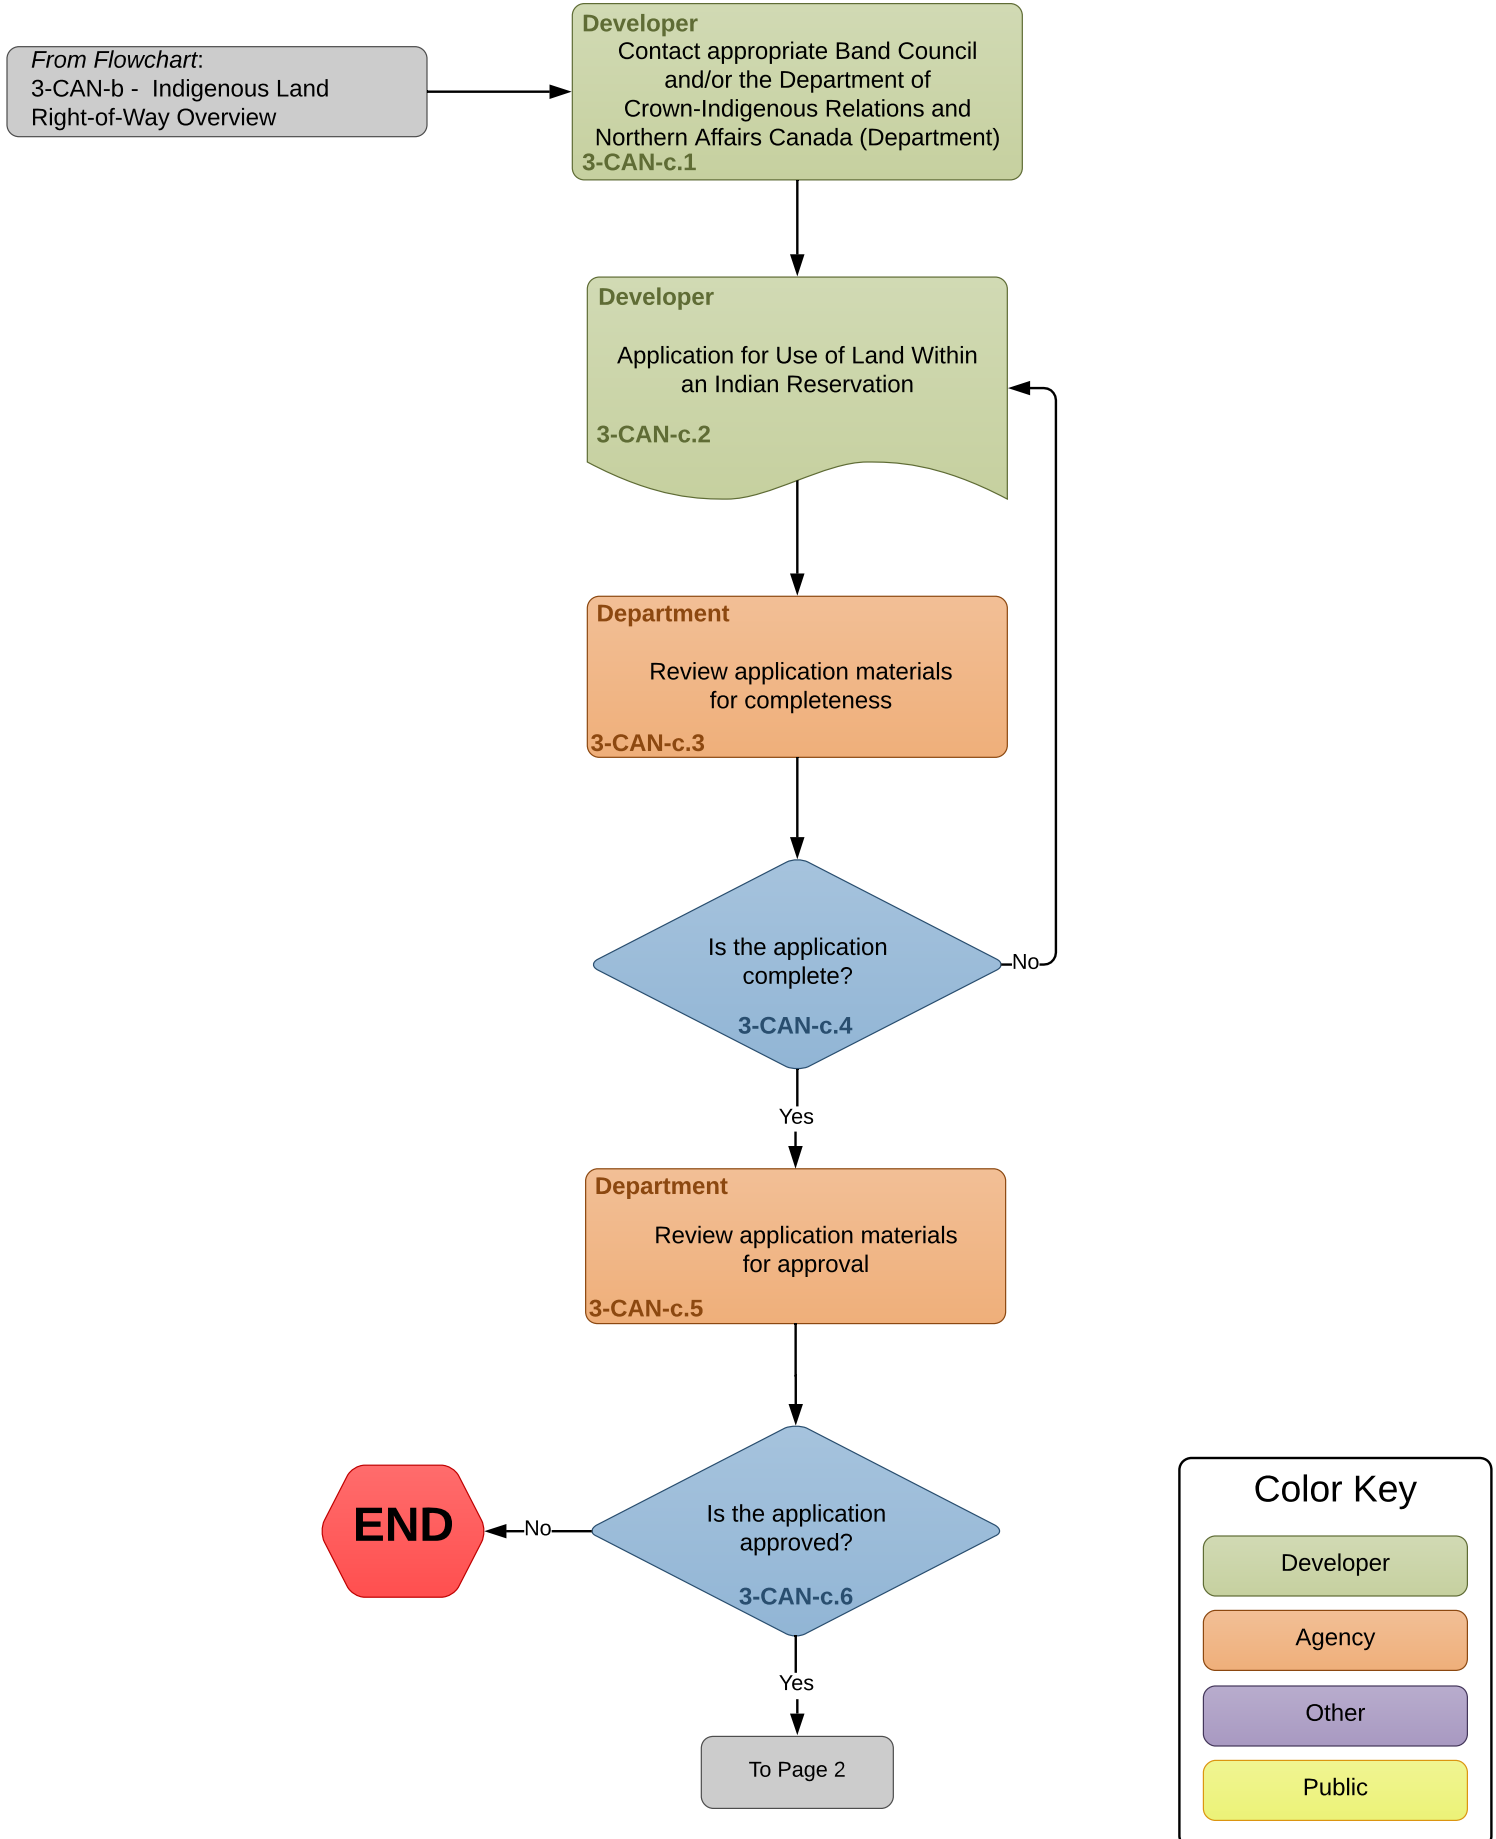 From Flowchart:
3-CAN-b -  Indigenous Land
Right-of-Way Overview
Developer
Contact appropriate Band Council
and/or the Department of
Crown-Indigenous Relations and
Northern Affairs Canada (Department)
3-CAN-c.1
Developer
Application for Use of Land Within
an Indian Reservation
3-CAN-c.2
Department
Review application materials
for completeness
3-CAN-c.3
Is the application
complete?
3-CAN-c.4
No
Yes
Department
Review application materials
for approval
3-CAN-c.5
Is the application
approved?
3-CAN-c.6
No
END
Yes
To Page 2
Color Key
Developer
Agency
Other
Public